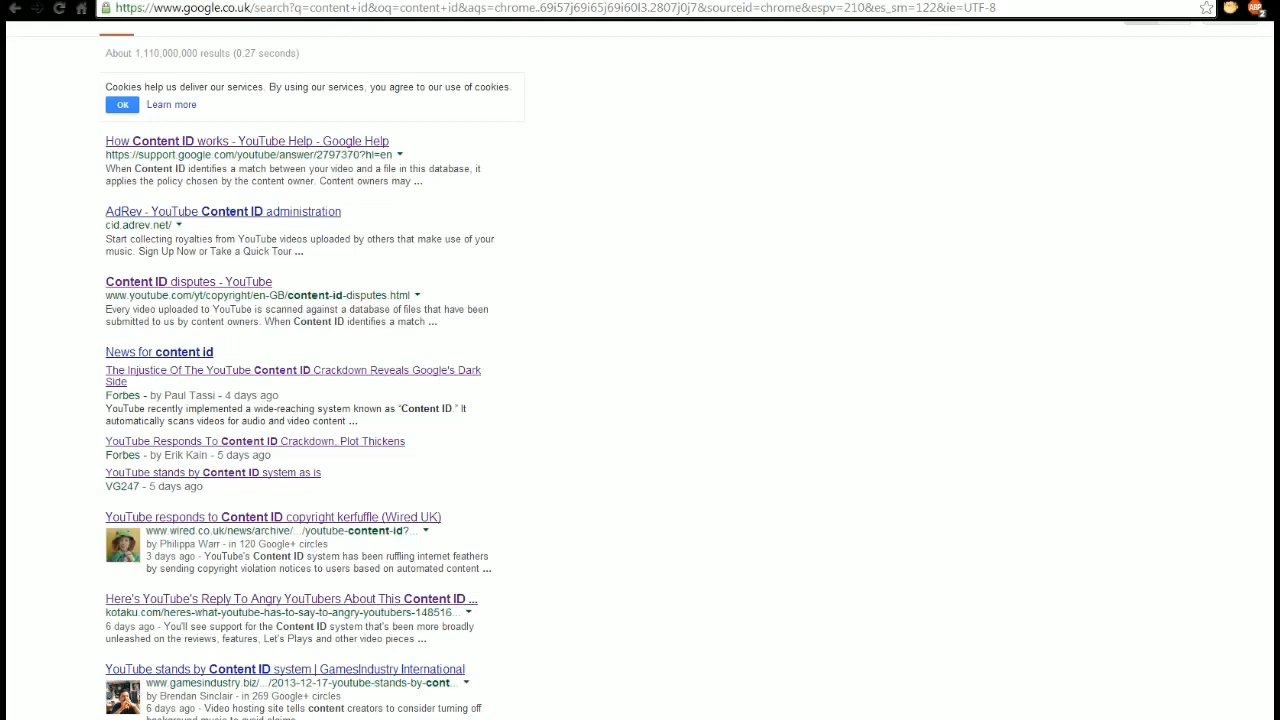 https://www.google.co.uk/search?q=content+id&oq=content+id&aqs=chrome..69i57j69i65j69i60l3.2807j0j7&sourceid=chrome&espv=210&es_sm=122&ie=UTF-8
About 1,110,000,000 results (0.27 seconds)
Cookies help us deliver our services. By using our services, you agree to our use of cookies.
OK Learn more
How Content ID works - YouTube Help - Google Help
https://support.google.com/youtube/answer/2797370?hl=en
When Content ID identifies a match between your video and a file in this database, it
applies the policy chosen by the content owner. Content owners may ...
AdRev - YouTube Content ID administration
cid.adrev.net/
Start collecting royalties from YouTube videos uploaded by others that make use of your
music. Sign Up Now or Take a Quick Tour ...
Content ID disputes - YouTube
www.youtube.com/yt/copyright/en-GB/content-id-disputes.html
Every video uploaded to YouTube is scanned against a database of files that have been
submitted to us by content owners. When Content ID identifies a match ...
News for content id
The Injustice Of The YouTube Content ID Crackdown Reveals Google's Dark
Side
Forbes - by Paul Tassi - 4 days ago
YouTube recently implemented a wide-reaching system known as “Content ID.” It
automatically scans videos for audio and video content ...
YouTube Responds To Content ID Crackdown, Plot Thickens
Forbes - by Erik Kain - 5 days ago
YouTube stands by Content ID system as is
VG247 - 5 days ago
YouTube responds to Content ID copyright kerfuffle (Wired UK)
www.wired.co.uk/news/archive/.../youtube-content-id?...
by Philippa Warr - in 120 Google+ circles
3 days ago - YouTube's Content ID system has been ruffling internet feathers
by sending copyright violation notices to users based on automated content ...
Here's YouTube's Reply To Angry YouTubers About This Content ID ...
kotaku.com/heres-what-youtube-has-to-say-to-angry-youtubers-148516...
6 days ago - You'll see support for the Content ID system that's been more broadly
unleashed on the reviews, features, Let's Plays and other video pieces ...
YouTube stands by Content ID system | GamesIndustry International
www.gamesindustry.biz/.../2013-12-17-youtube-stands-by-cont...
by Brendan Sinclair - in 269 Google+ circles
6 days ago - Video hosting site tells content creators to consider turning off
background music to avoid claims